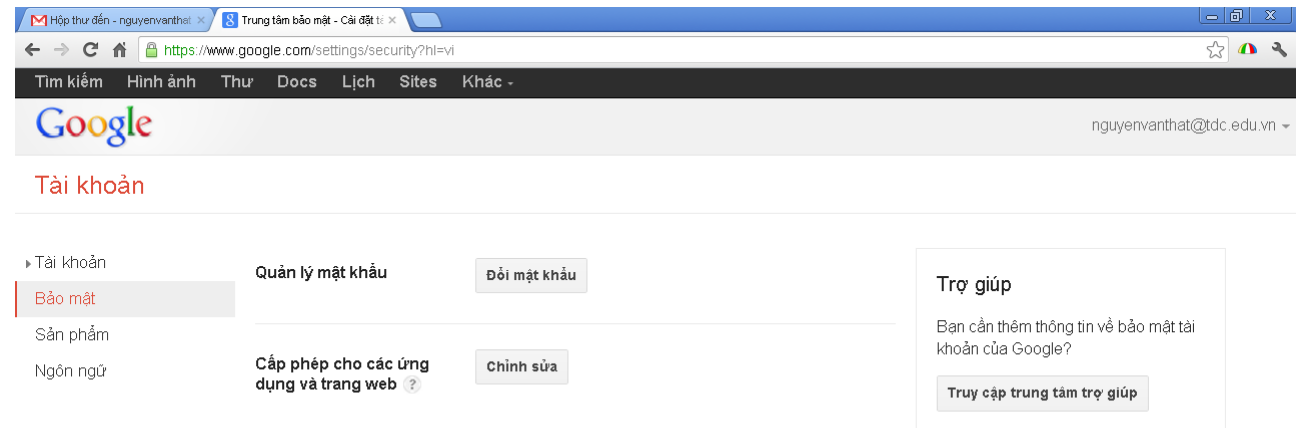 Hộp thư đến - nguyenvanthat
Trung tâm bảo mật - Cài đặt tà
https://www.google.com/settings/security?hl=vi
Tìm kiếm Hình ảnh Thư Docs Lịch Sites Khác
Google
nguyenvanthat@tdc.edu.vn
Tài khoản
Tài khoản
Bảo mật
Sản phẩm
Ngôn ngữ
Quản lý mật khẩu
Đổi mật khẩu
Cấp phép cho các ứng
dụng và trang web ?
Chỉnh sửa
Trợ giúp
Bạn cần thêm thông tin về bảo mật tài
khoản của Google?
Truy cập trung tâm trợ giúp